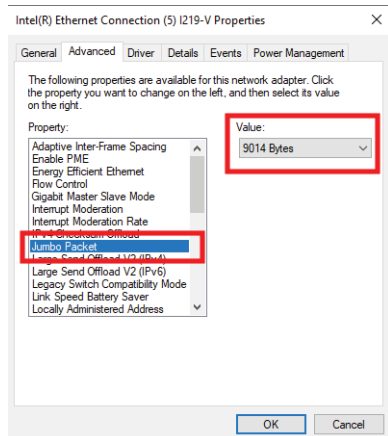 Intel(R) Ethernet Connection (5) I219-V Properties
General Advanced Driver Details Events Power Management
The following properties are available for this network adapter. Click
the property you want to change on the left, and then select its value
on the right.
Property:
Value:
9014 Bytes
Adaptive Inter-Frame Spacing
Enable PME
Energy Efficient Ethernet
Flow Control
Gigabit Master Slave Mode
Interrupt Moderation
Interrupt Moderation Rate
IPv4 Checksum Offload
Jumbo Packet
Large Send Offload V2 (IPv4)
Large Send Offload V2 (IPv6)
Legacy Switch Compatibility Mode
Link Speed Battery Saver
Locally Administered Address
OK Cancel